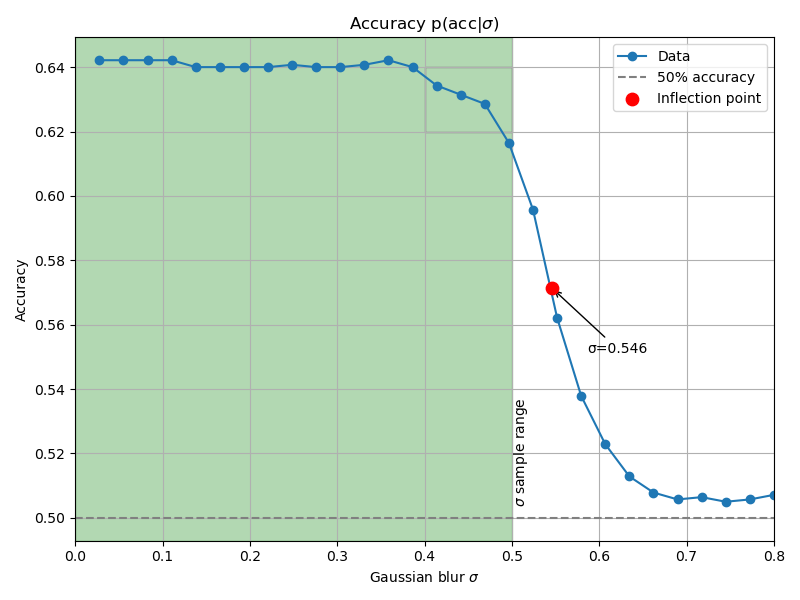 Accuracy p(acc|σ)
Data
50% accuracy
Inflection point
0.64
0.62
0.60
0.58
0.56
0.54
0.52
0.50
Accuracy
σ=0.546
σ sample range
0.0 0.1 0.2 0.3 0.4 0.5 0.6 0.7 0.8
Gaussian blur σ